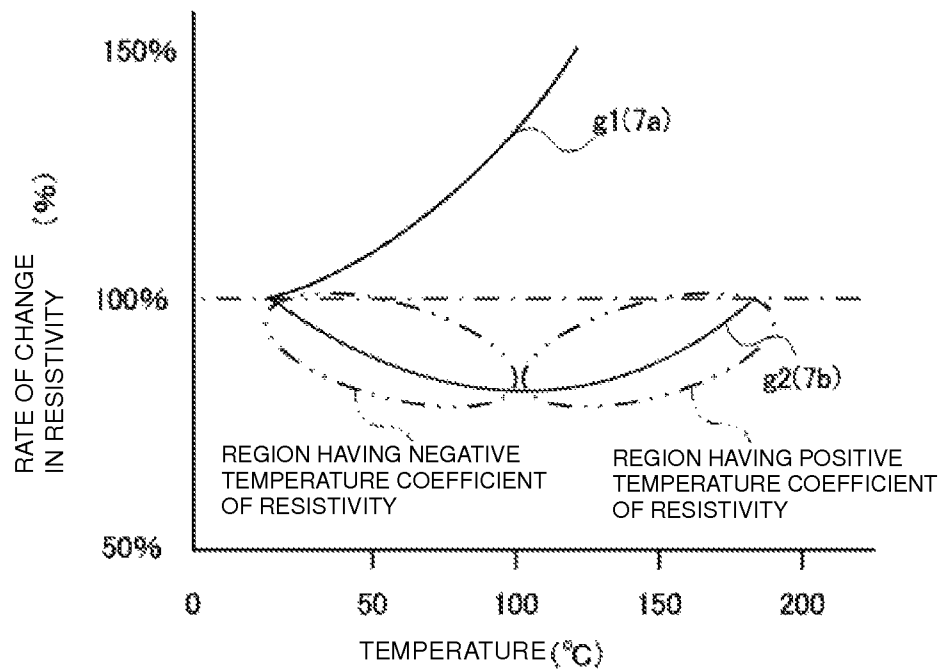 150%
g1(7a)
RATE OF CHANGE
IN RESISTIVITY
(%)
100%
g2(7b)
REGION HAVING NEGATIVE
TEMPERATURE COEFFICIENT
OF RESISTIVITY
REGION HAVING POSITIVE
TEMPERATURE COEFFICIENT
OF RESISTIVITY
50%
0 50 100 150 200
TEMPERATURE (°C)